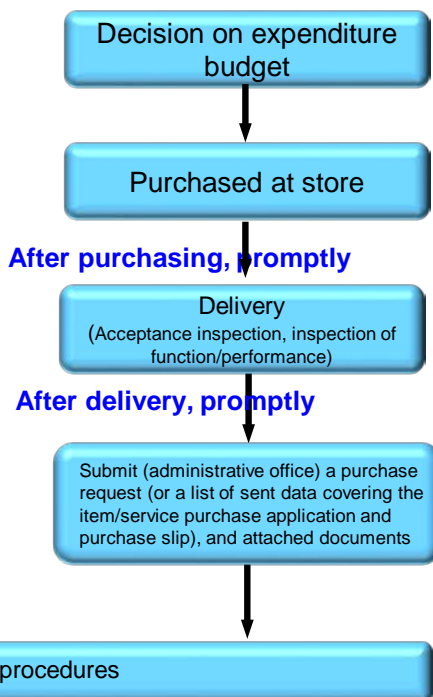 Decision on expenditure
budget
Purchased at store
After purchasing, promptly
Delivery
(Acceptance inspection, inspection of
function/performance)
After delivery, promptly
Submit (administrative office) a purchase
request (or a list of sent data covering the
item/service purchase application and
purchase slip), and attached documents
procedures